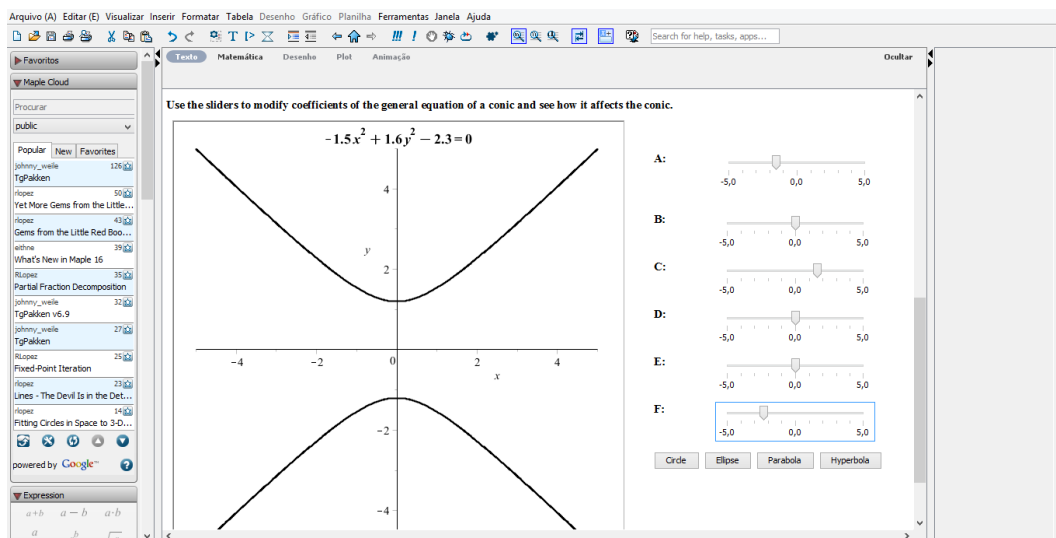 Arquivo (A) Editar (E) Visualizar Inserir Formatar Tabela Desenho Gráfico Planilha Ferramentas Janela Ajuda
Search for help, tasks, apps...
Favoritos
Maple Cloud
Procurar
public
Popular New Favorites
johnny_weile 126
TgPakken
rlopez 50
Yet More Gems from the Little...
rlopez 43
Gems from the Little Red Boo...
eithne 39
What's New in Maple 16
RLopez 35
Partial Fraction Decomposition
johnny_weile 32
TgPakken v6.9
johnny_weile 27
TgPakken
RLopez 25
Fixed-Point Iteration
rlopez 23
Lines - The Devil Is in the Det...
rlopez 14
Fitting Circles in Space to 3-D...
powered by Google™
Expression
a+b a − b a·b
a
b
Texto Matemática Desenho Plot Animação Ocultar
Use the sliders to modify coefficients of the general equation of a conic and see how it affects the conic.
-1.5x² + 1.6y² − 2.3 = 0
4
y
2
−4 −2 0 2 4
x
−2
−4
A:
-5,0 0,0 5,0
B:
-5,0 0,0 5,0
C:
-5,0 0,0 5,0
D:
-5,0 0,0 5,0
E:
-5,0 0,0 5,0
F:
-5,0 0,0 5,0
Circle Ellipse Parabola Hyperbola